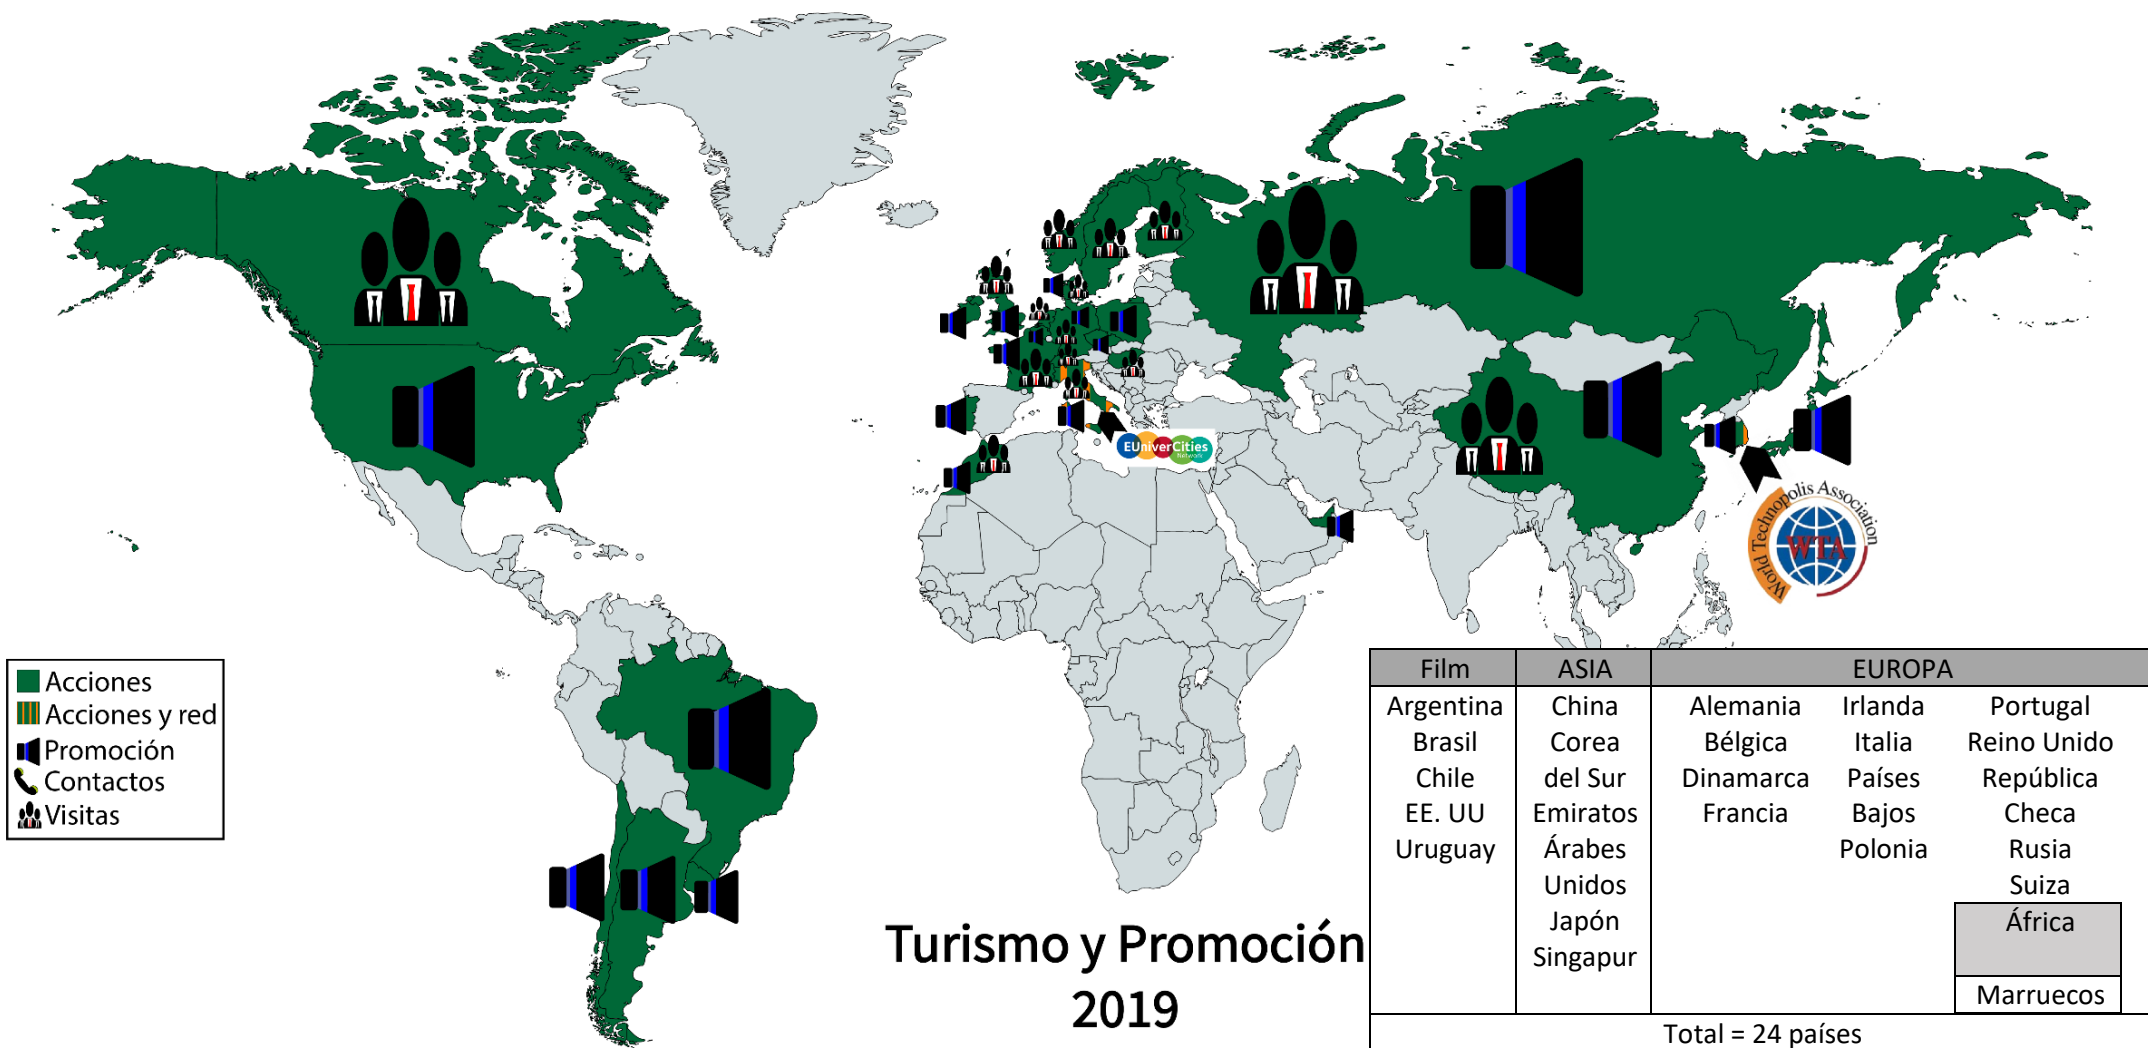 EUniverCities
Network
World Technopolis Association
WTA
Acciones
Acciones y red
Promoción
Contactos
Visitas
Turismo y Promoción
2019
Film ASIA EUROPA
Argentina China Alemania Irlanda Portugal
Brasil Corea Bélgica Italia Reino Unido
Chile del Sur Dinamarca Países República
EE. UU Emiratos Francia Bajos Checa
Uruguay Árabes Polonia Rusia
Unidos Suiza
Japón África
Singapur
Marruecos
Total = 24 países